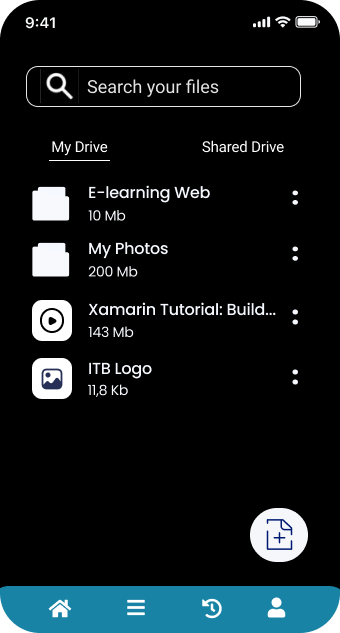 9:41
Search your files
My Drive
Shared Drive
E-learning Web
10 Mb
My Photos
200 Mb
Xamarin Tutorial: Build...
143 Mb
ITB Logo
11,8 Kb